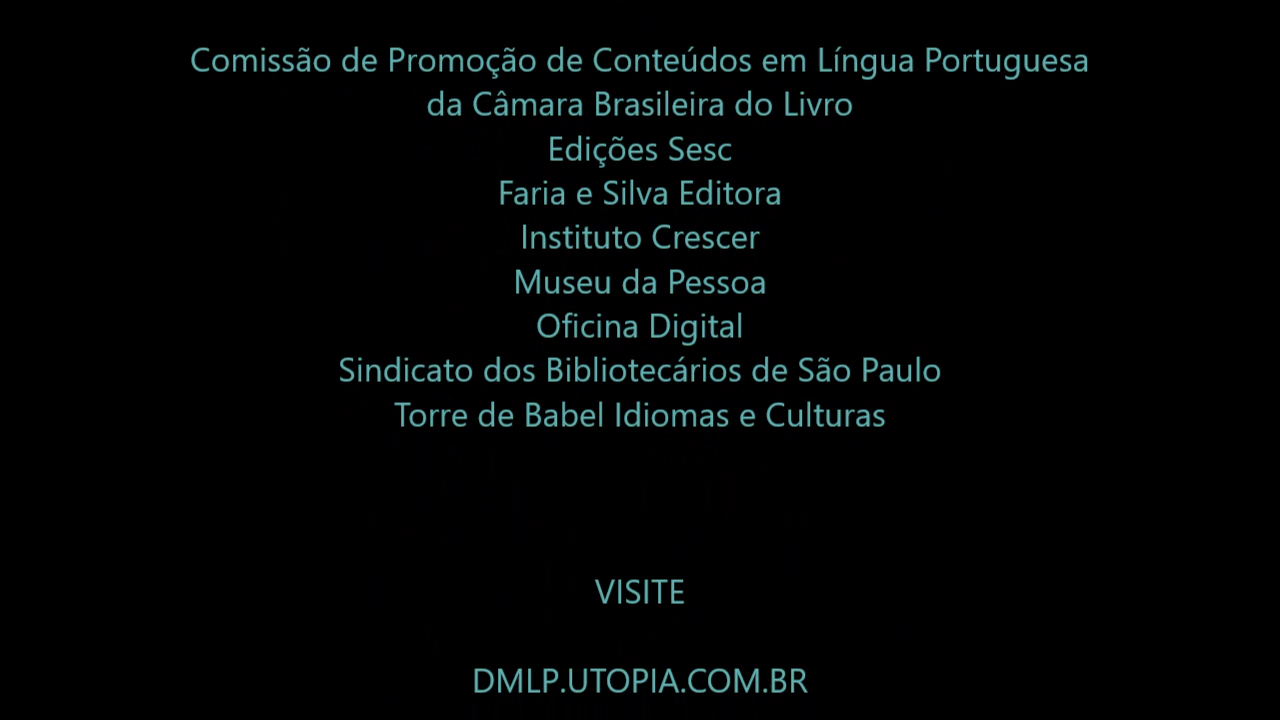 Comissão de Promoção de Conteúdos em Língua Portuguesa
da Câmara Brasileira do Livro
Edições Sesc
Faria e Silva Editora
Instituto Crescer
Museu da Pessoa
Oficina Digital
Sindicato dos Bibliotecários de São Paulo
Torre de Babel Idiomas e Culturas
VISITE
DMLP.UTOPIA.COM.BR